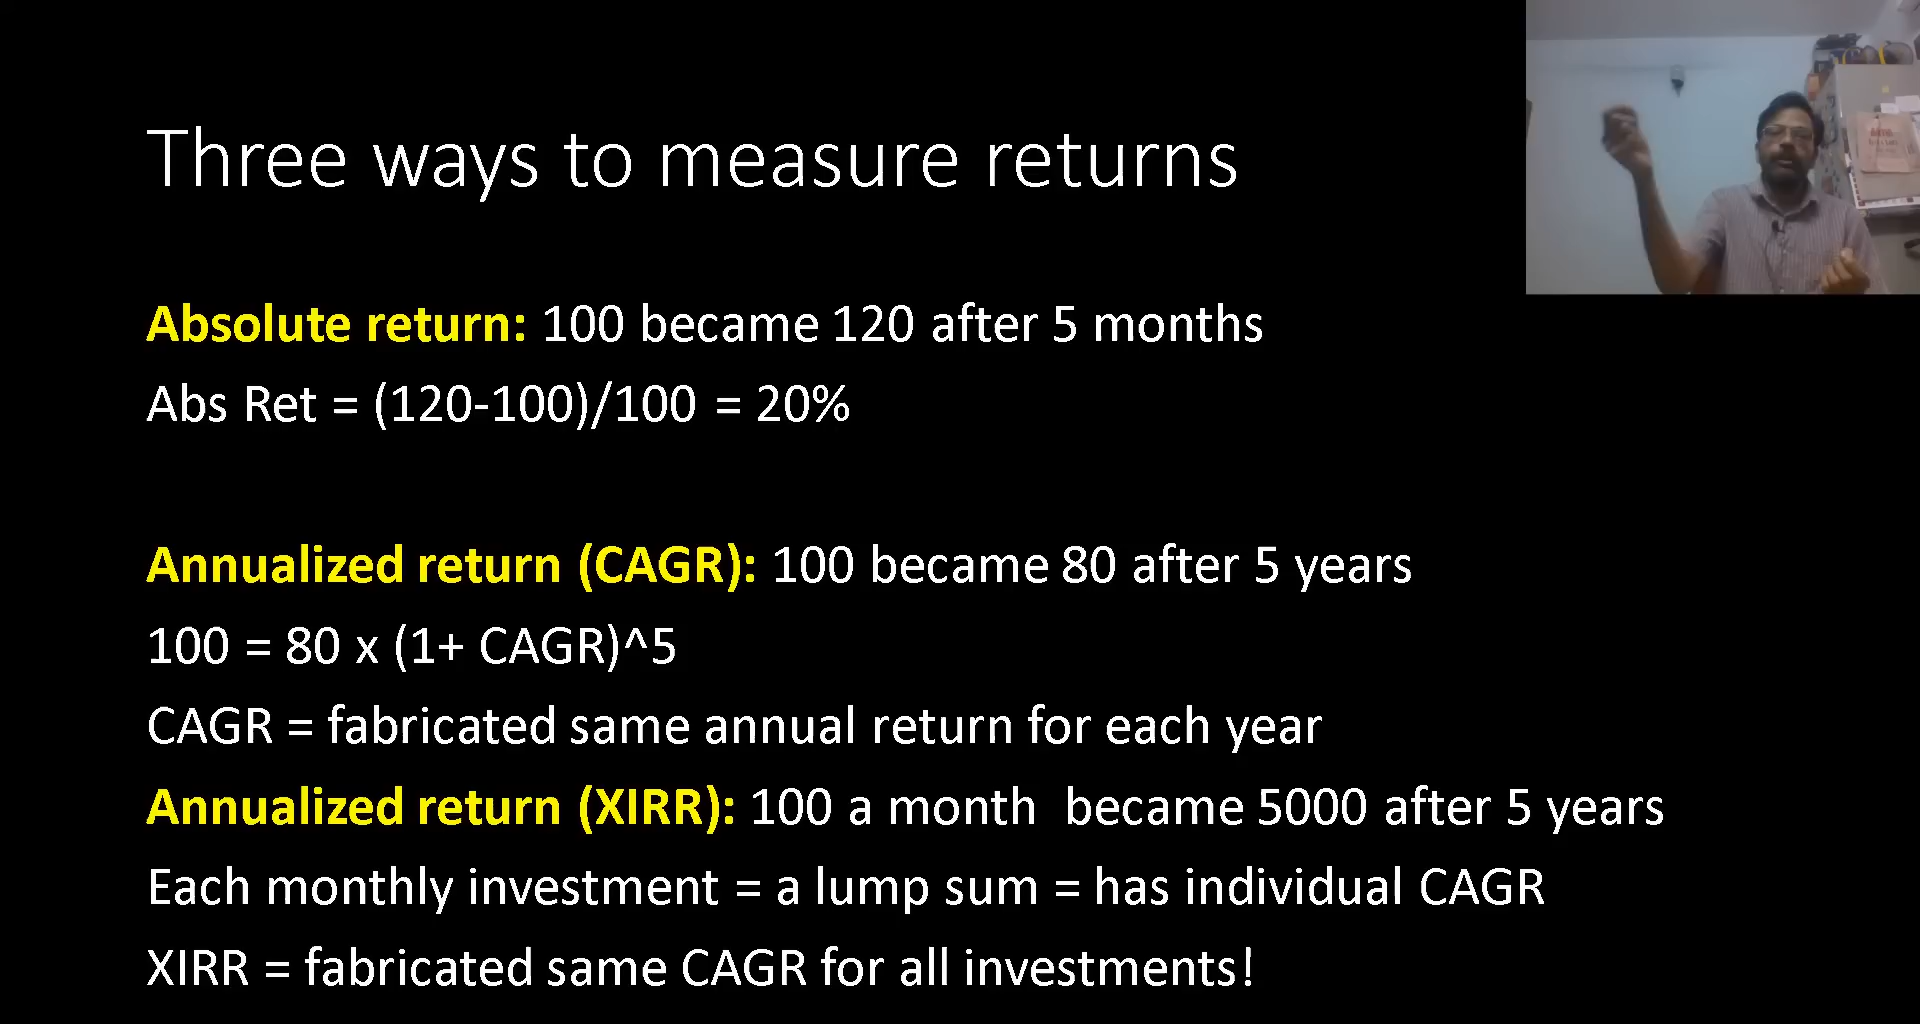 Three ways to measure returns
Absolute return: 100 became 120 after 5 months
Abs Ret = (120-100)/100 = 20%
Annualized return (CAGR): 100 became 80 after 5 years
100 = 80 x (1+ CAGR)^5
CAGR = fabricated same annual return for each year
Annualized return (XIRR): 100 a month  became 5000 after 5 years
Each monthly investment = a lump sum = has individual CAGR
XIRR = fabricated same CAGR for all investments!